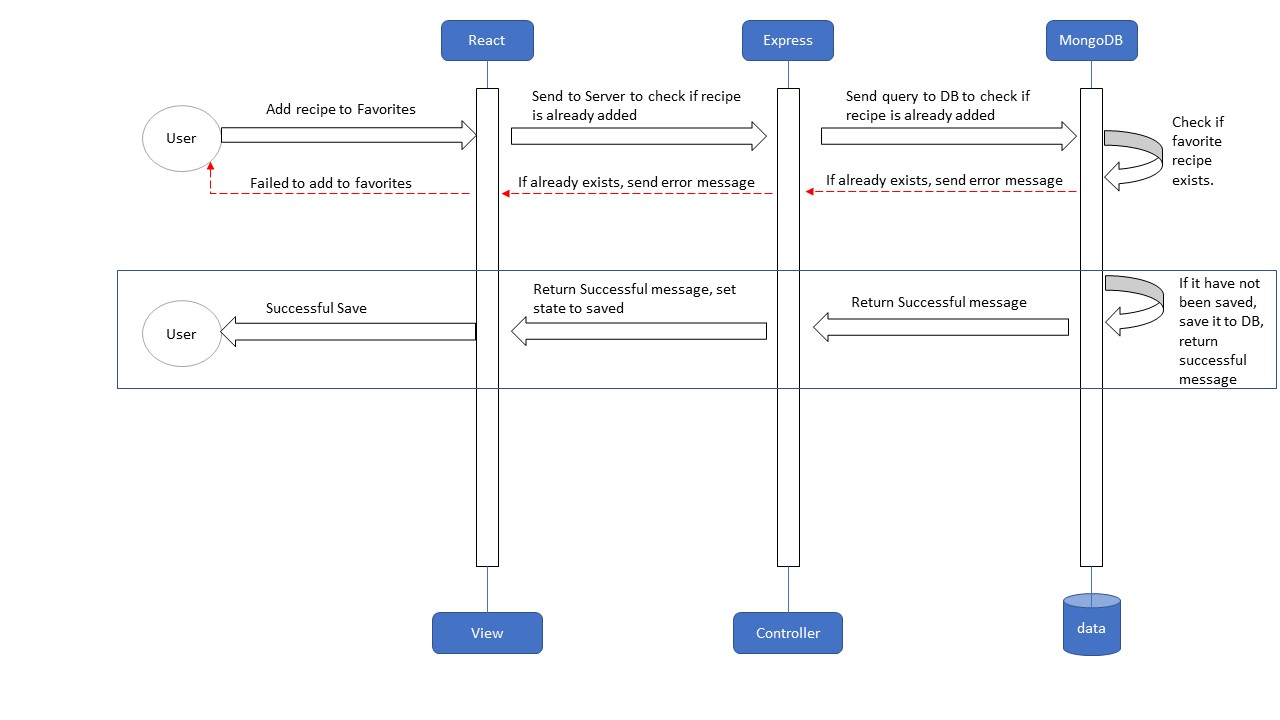 React
Express
MongoDB
Add recipe to Favorites
Send to Server to check if recipe
is already added
Send query to DB to check if
recipe is already added
User
Check if
favorite
recipe
exists.
Failed to add to favorites
If already exists, send error message
If already exists, send error message
Successful Save
Return Successful message, set
state to saved
Return Successful message
User
If it have not
been saved,
save it to DB,
return
successful
message
View
Controller
data